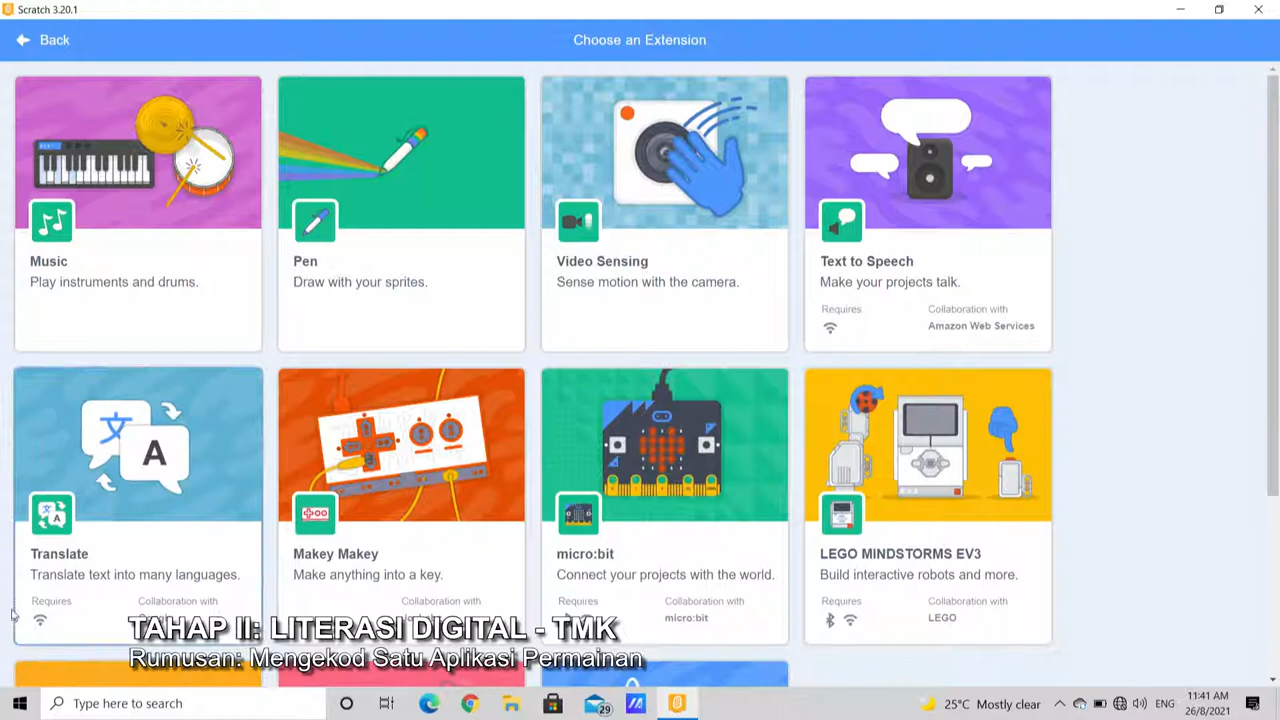 Scratch 3.20.1
Back
Choose an Extension
Music
Play instruments and drums.
Pen
Draw with your sprites.
Video Sensing
Sense motion with the camera.
Text to Speech
Make your projects talk.
Requires
Collaboration with
Amazon Web Services
文
A
Translate
Translate text into many languages.
Requires
Collaboration with
Makey Makey
Make anything into a key.
Collaboration with
micro:bit
Connect your projects with the world.
Requires
Collaboration with
micro:bit
LEGO MINDSTORMS EV3
Build interactive robots and more.
Requires
Collaboration with
LEGO
TAHAP II: LITERASI DIGITAL - TMK
Rumusan: Mengekod Satu Aplikasi Permainan
Type here to search
29
25°C Mostly clear
ENG
11:41 AM
26/8/2021